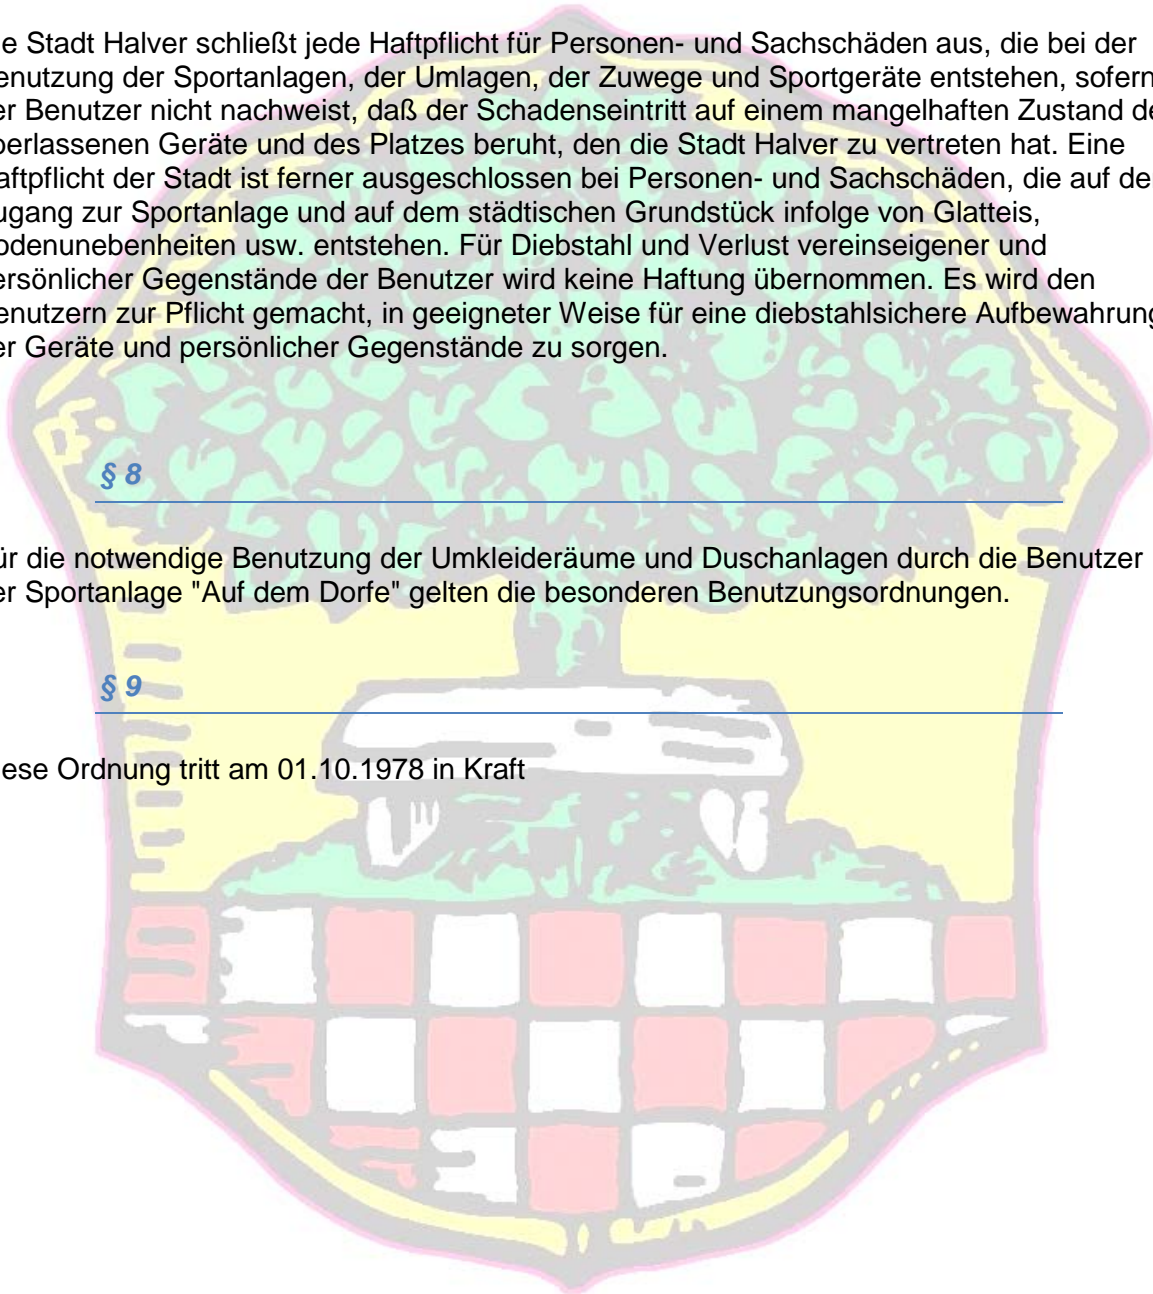 ie Stadt Halver schließt jede Haftpflicht für Personen- und Sachschäden aus, die bei der
enutzung der Sportanlagen, der Umlagen, der Zuwege und Sportgeräte entstehen, sofern
er Benutzer nicht nachweist, daß der Schadenseintritt auf einem mangelhaften Zustand de
berlassenen Geräte und des Platzes beruht, den die Stadt Halver zu vertreten hat. Eine
aftpflicht der Stadt ist ferner ausgeschlossen bei Personen- und Sachschäden, die auf de
ugang zur Sportanlage und auf dem städtischen Grundstück infolge von Glatteis,
odenunebenheiten usw. entstehen. Für Diebstahl und Verlust vereinseigener und
ersönlicher Gegenstände der Benutzer wird keine Haftung übernommen. Es wird den
enutzern zur Pflicht gemacht, in geeigneter Weise für eine diebstahlsichere Aufbewahrung
er Geräte und persönlicher Gegenstände zu sorgen.
§ 8
ür die notwendige Benutzung der Umkleideräume und Duschanlagen durch die Benutzer
er Sportanlage "Auf dem Dorfe" gelten die besonderen Benutzungsordnungen.
§ 9
iese Ordnung tritt am 01.10.1978 in Kraft